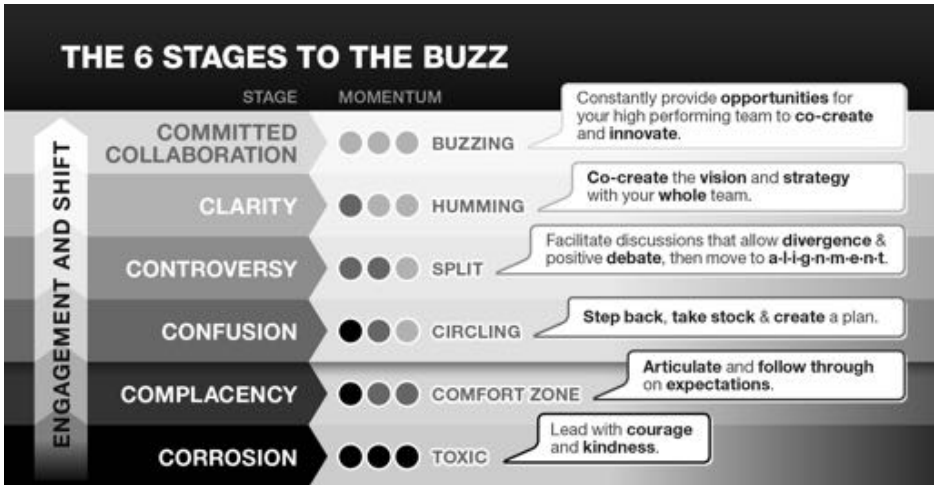 THE 6 STAGES TO THE BUZZ
STAGE
MOMENTUM
ENGAGEMENT AND SHIFT
COMMITTED
COLLABORATION
BUZZING
Constantly provide opportunities for
your high performing team to co-create
and innovate.
CLARITY
HUMMING
Co-create the vision and strategy
with your whole team.
CONTROVERSY
SPLIT
Facilitate discussions that allow divergence &
positive debate, then move to a-l-i-g-n-m-e-n-t.
CONFUSION
CIRCLING
Step back, take stock & create a plan.
COMPLACENCY
COMFORT ZONE
Articulate and follow through
on expectations.
CORROSION
TOXIC
Lead with courage
and kindness.